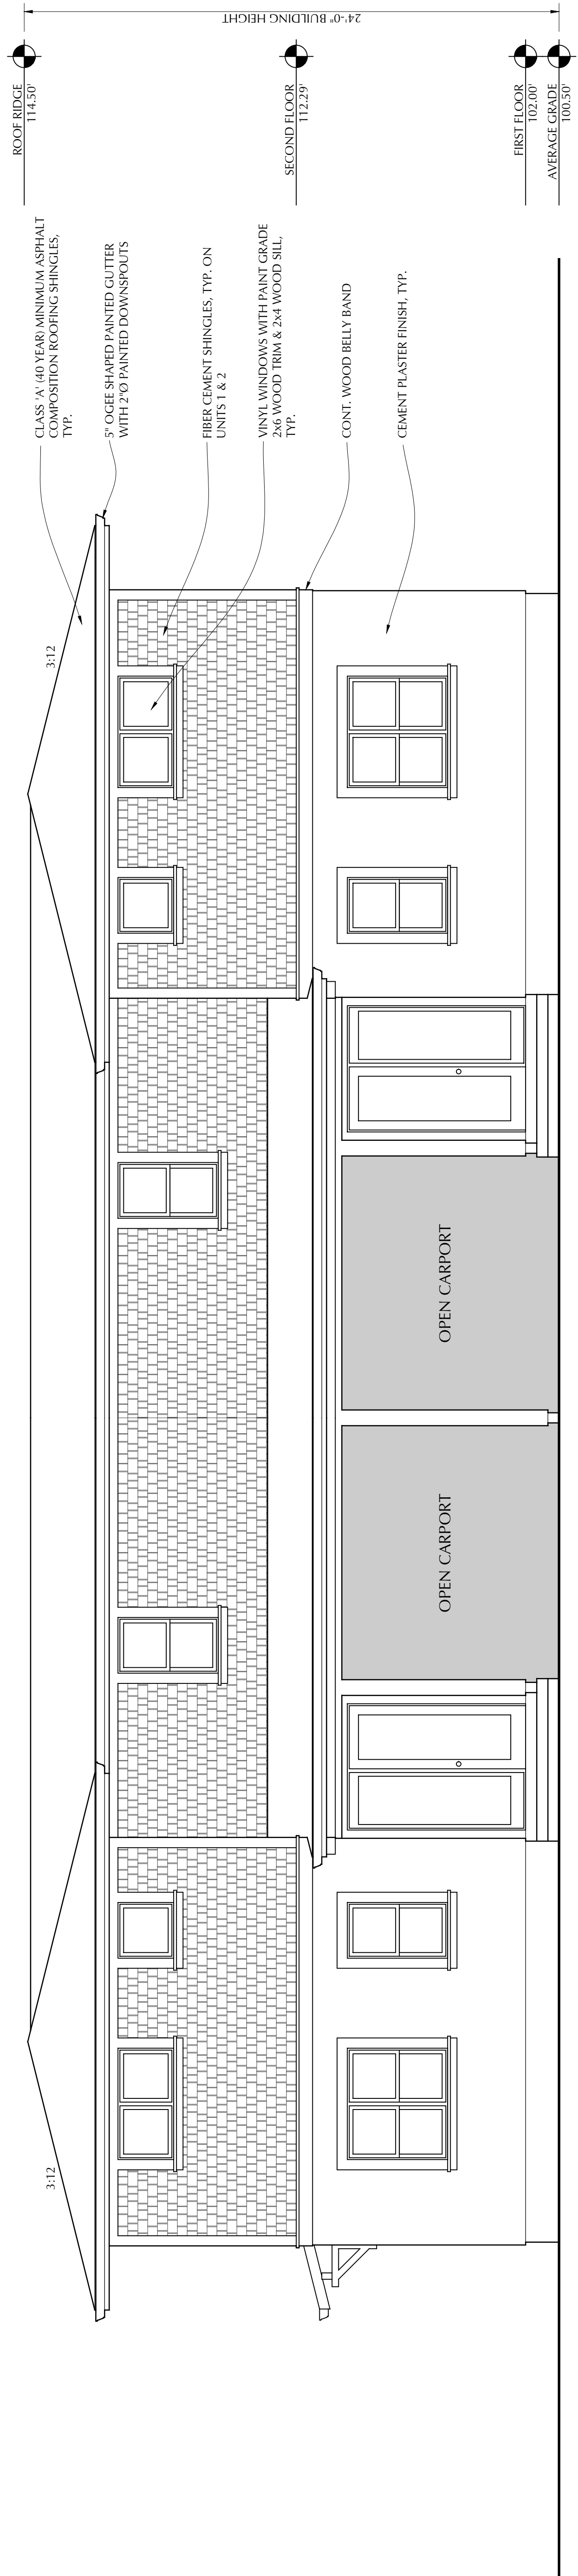 24'-0" BUILDING HEIGHT
ROOF RIDGE
114.50'
SECOND FLOOR
112.29'
FIRST FLOOR
102.00'
AVERAGE GRADE
100.50'
CLASS 'A' (40 YEAR) MINIMUM ASPHALT
COMPOSITION ROOFING SHINGLES,
TYP.
5" OGEE SHAPED PAINTED GUTTER
WITH 2"Ø PAINTED DOWNSPOUTS
FIBER CEMENT SHINGLES, TYP. ON
UNITS 1 & 2
VINYL WINDOWS WITH PAINT GRADE
2x6 WOOD TRIM & 2x4 WOOD SILL,
TYP.
CONT. WOOD BELLY BAND
CEMENT PLASTER FINISH, TYP.
3:12
3:12
OPEN CARPORT
OPEN CARPORT